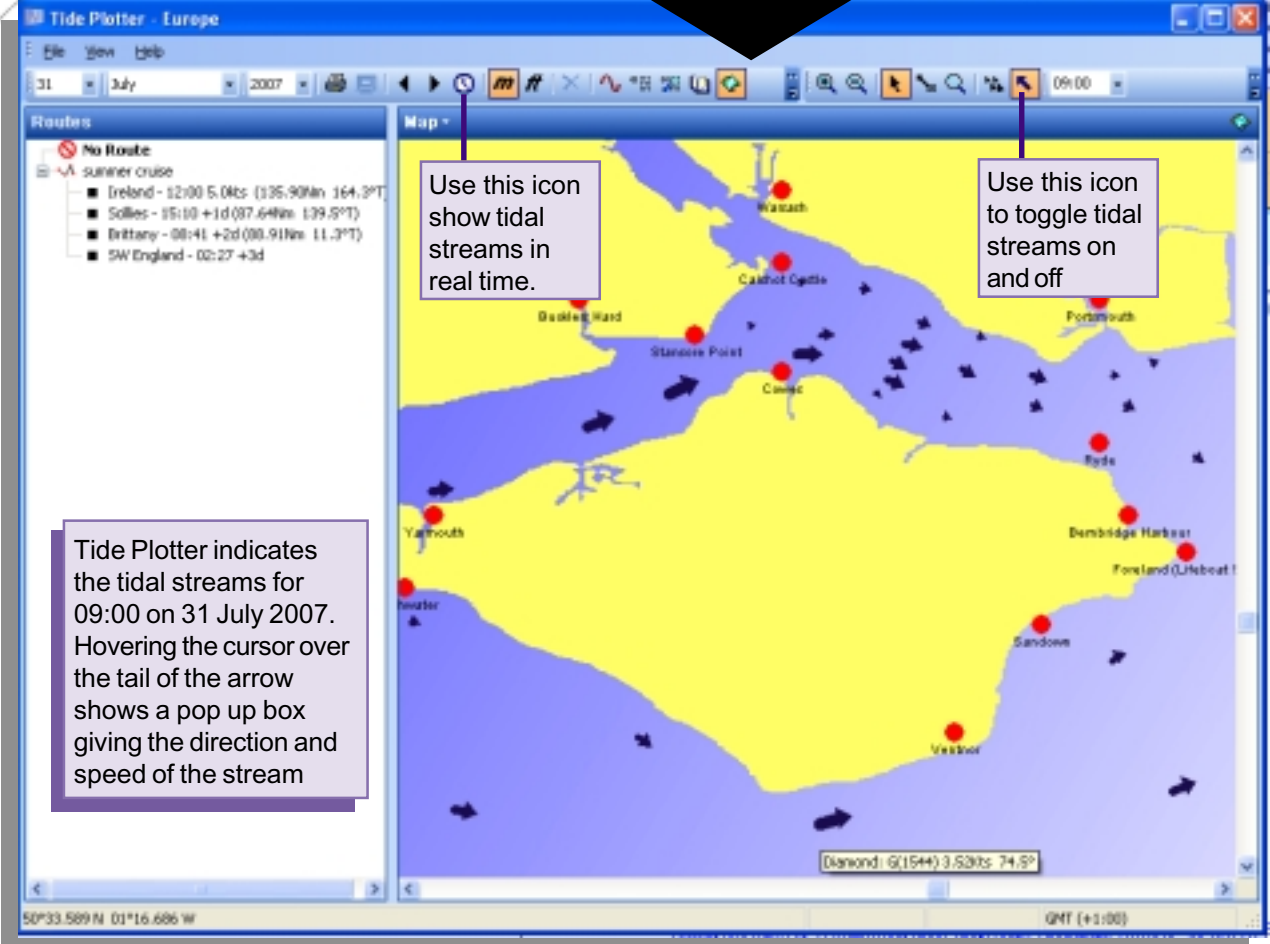 Tide Plotter - Europe
File View Help
31 July 2007 09:00
Routes
Map
No Route
summer cruise
Ireland - 12:00 5.0kts (135.90Nm 164.3°T
Scillies - 15:10 +1d (87.64Nm 139.5°T)
Brittany - 08:41 +2d (88.91Nm 11.3°T)
SW England - 02:27 +3d
Use this icon
show tidal
streams in
real time.
Use this icon
to toggle tidal
streams on
and off
Warsash
Calshot Castle
Bucklers Hard
Stansore Point
Portsmouth
Cowes
Ryde
Yarmouth
Bembridge Harbour
Foreland (Lifeboat
hwater
Sandown
Ventnor
Tide Plotter indicates
the tidal streams for
09:00 on 31 July 2007.
Hovering the cursor over
the tail of the arrow
shows a pop up box
giving the direction and
speed of the stream
Diamond: G(1544) 3.52kts 74.5°
50°33.589 N 01°16.686 W
GMT (+1:00)